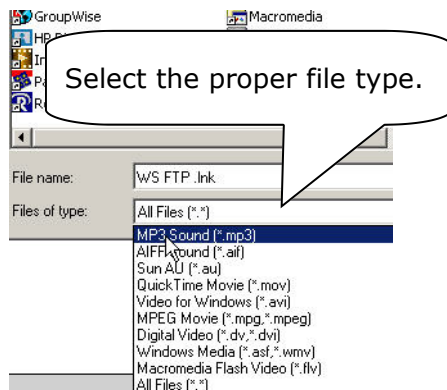 GroupWise
Macromedia
Select the proper file type.
File name:
WS FTP .lnk
Files of type:
All Files (*.*)
MP3 Sound (*.mp3)
AIFF Sound (*.aif)
Sun AU (*.au)
QuickTime Movie (*.mov)
Video for Windows (*.avi)
MPEG Movie (*.mpg,*.mpeg)
Digital Video (*.dv,*.dvi)
Windows Media (*.asf,*.wmv)
Macromedia Flash Video (*.flv)
All Files (*.*)